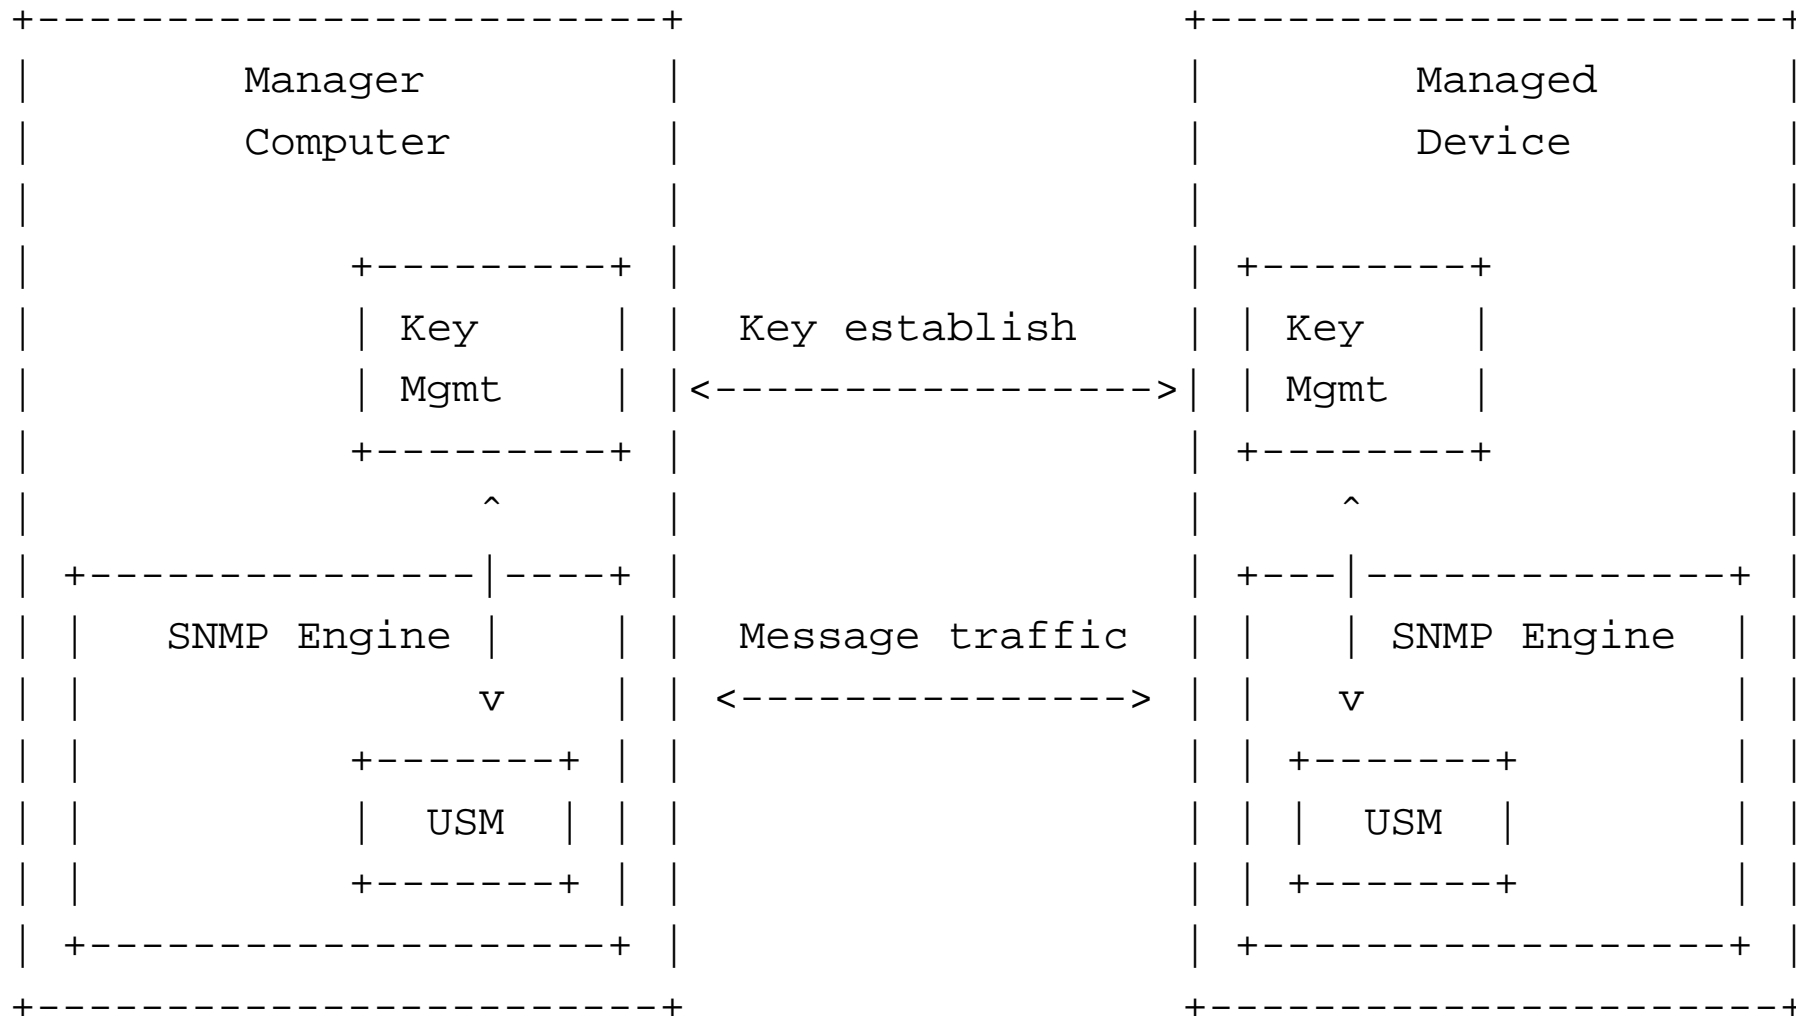 +------------------------+                   +----------------------+
|        Manager         |                   |        Managed       |
|        Computer        |                   |        Device        |
|                        |                   |                      |
|            +---------+ |                   | +--------+           |
|            | Key     | |  Key establish    | | Key    |           |
|            | Mgmt    | |<----------------->| | Mgmt   |           |
|            +---------+ |                   | +--------+           |
|                 ^      |                   |     ^                |
| +---------------|----+ |                   | +---|--------------+ |
| |   SNMP Engine |    | |  Message traffic  | |   | SNMP Engine  | |
| |               v    | | <---------------> | |   v              | |
| |          +-------+ | |                   | | +-------+        | |
| |          |  USM  | | |                   | | |  USM  |        | |
| |          +-------+ | |                   | | +-------+        | |
| +--------------------+ |                   | +------------------+ |
+------------------------+                   +----------------------+